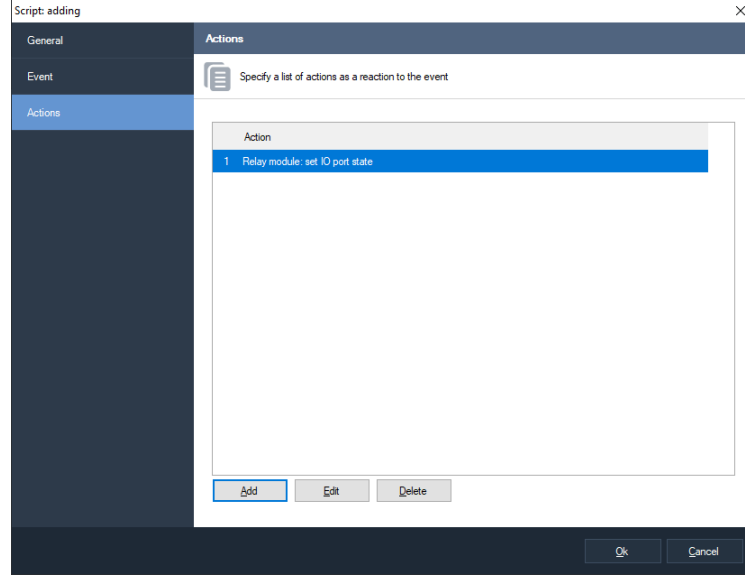 Script: adding
General
Event
Actions
Actions
Specify a list of actions as a reaction to the event
Action
1 Relay module: set IO port state
Add
Edit
Delete
Ok
Cancel